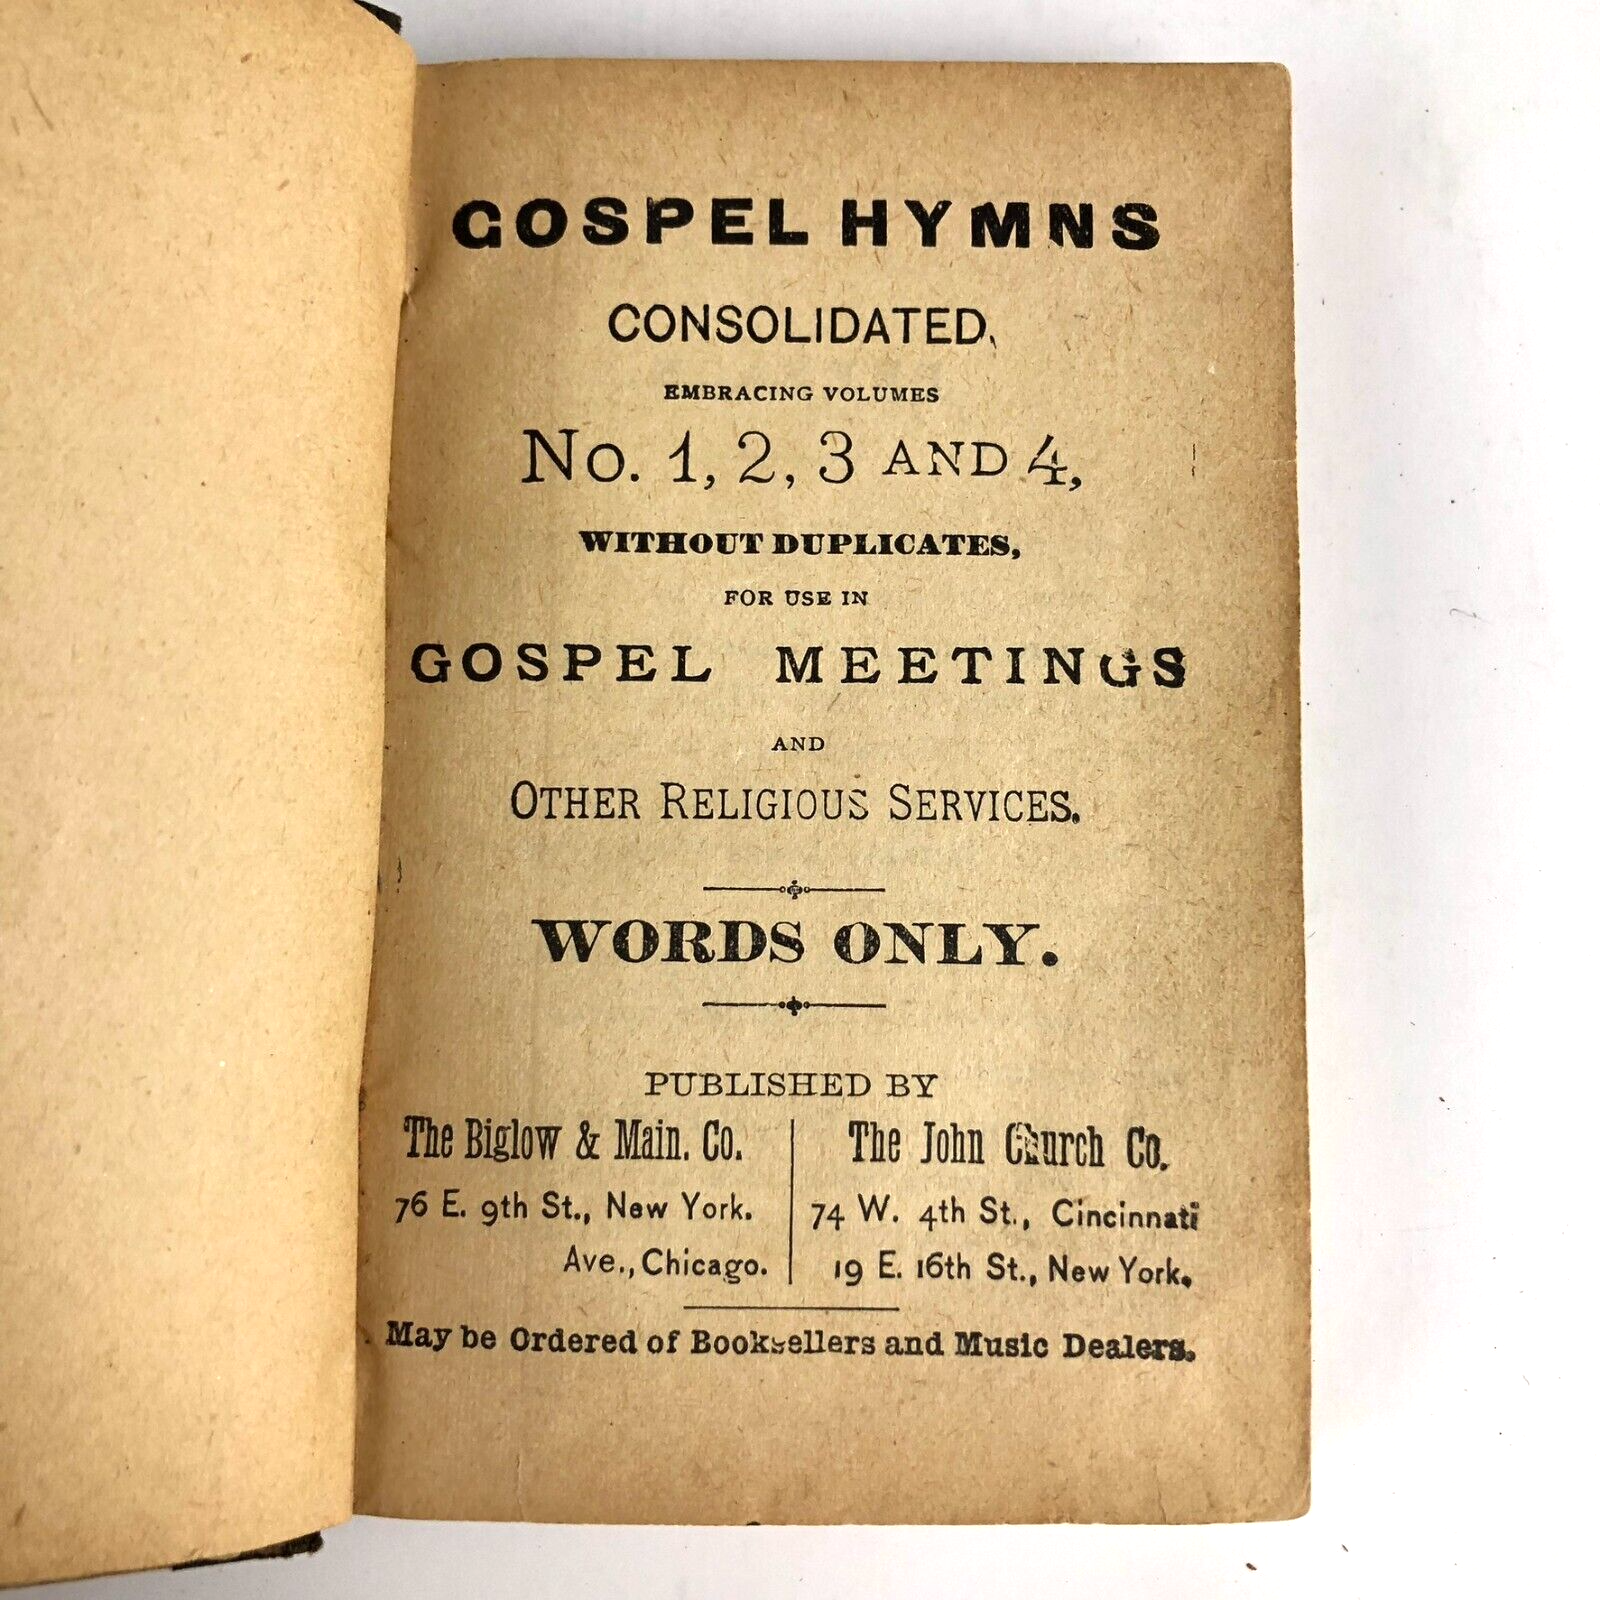 GOSPEL HYMNS
CONSOLIDATED,
EMBRACING VOLUMES
No. 1, 2, 3 AND 4,
WITHOUT DUPLICATES,
FOR USE IN
GOSPEL MEETINGS
AND
OTHER RELIGIOUS SERVICES.
WORDS ONLY.
PUBLISHED BY
The Biglow & Main. Co.
76 E. 9th St., New York.
Ave., Chicago.
The John Church Co.
74 W. 4th St., Cincinnati
19 E. 16th St., New York.
May be Ordered of Booksellers and Music Dealers.